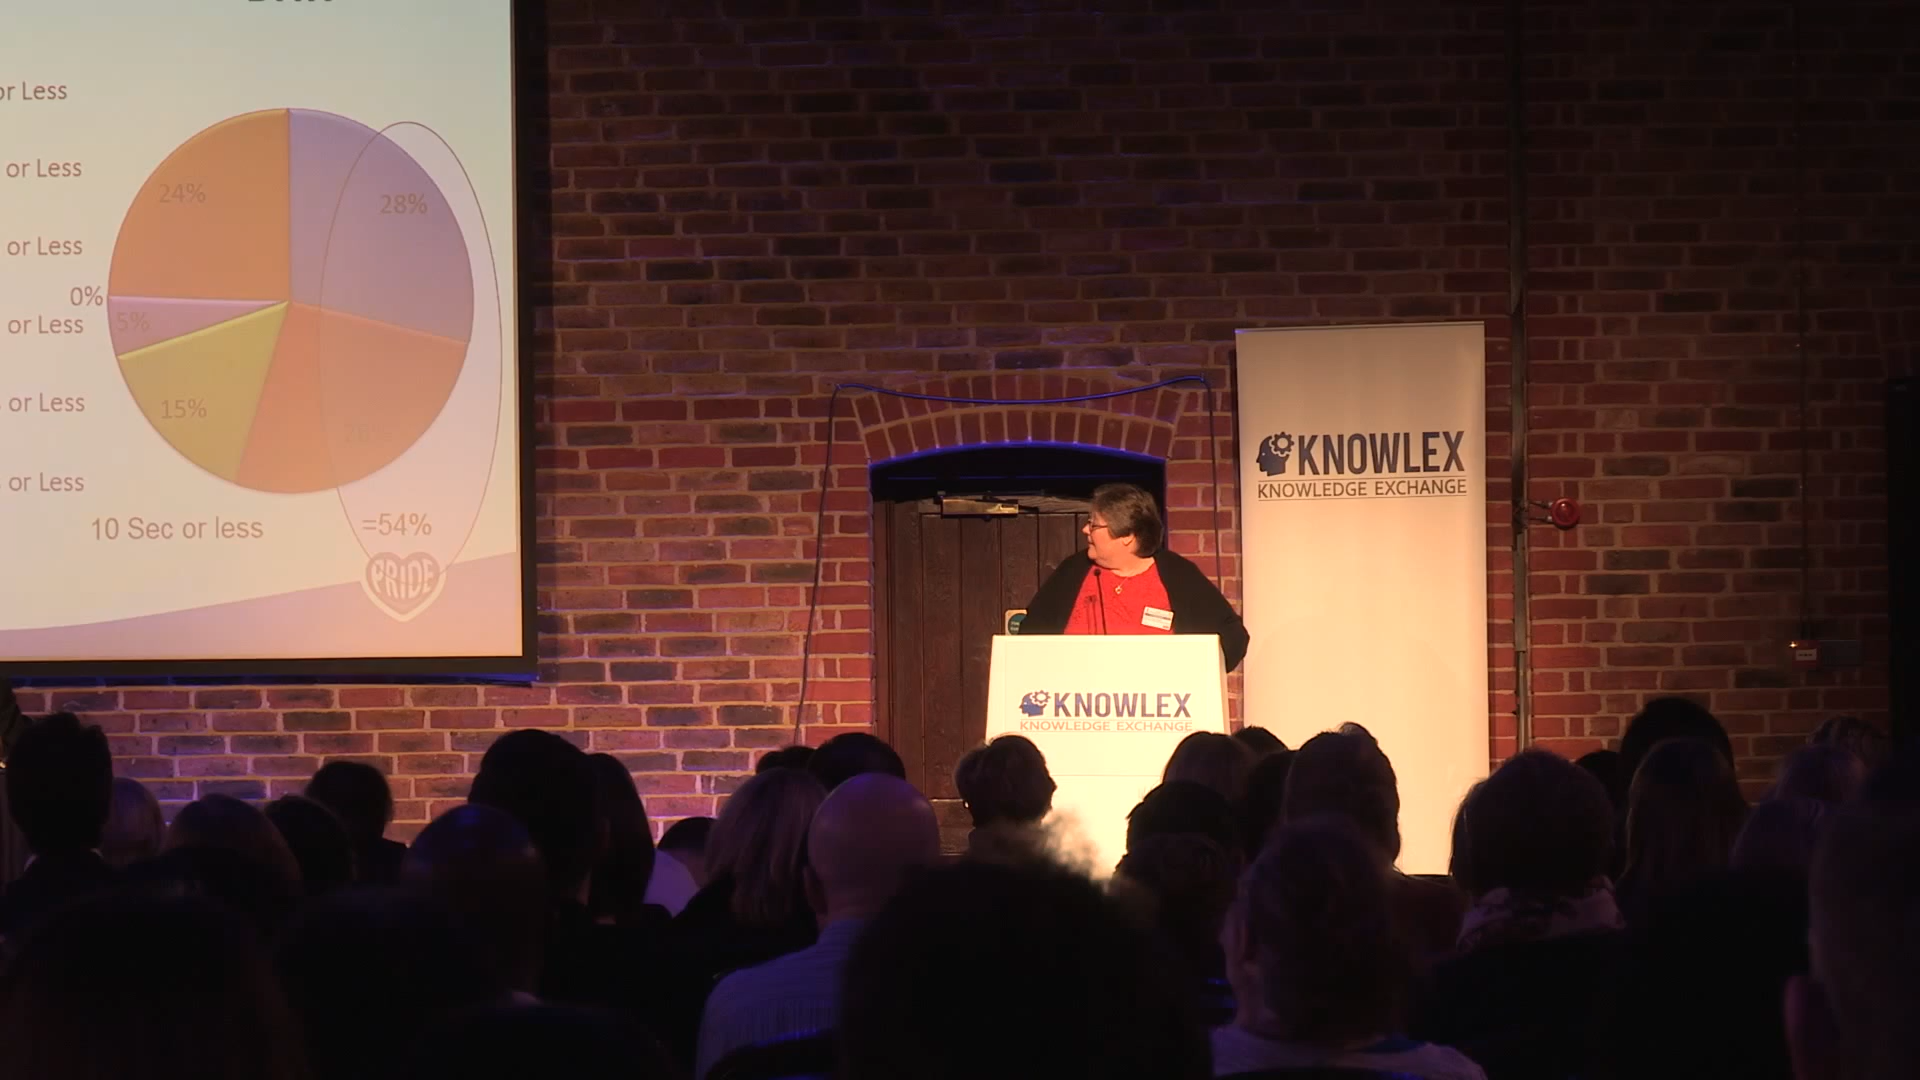 or Less
or Less
24%
28%
or Less
0%
5%
or Less
or Less
15%
or Less
10 Sec or less
=54%
PRIDE
KNOWLEX
KNOWLEDGE EXCHANGE
KNOWLEX
KNOWLEDGE EXCHANGE